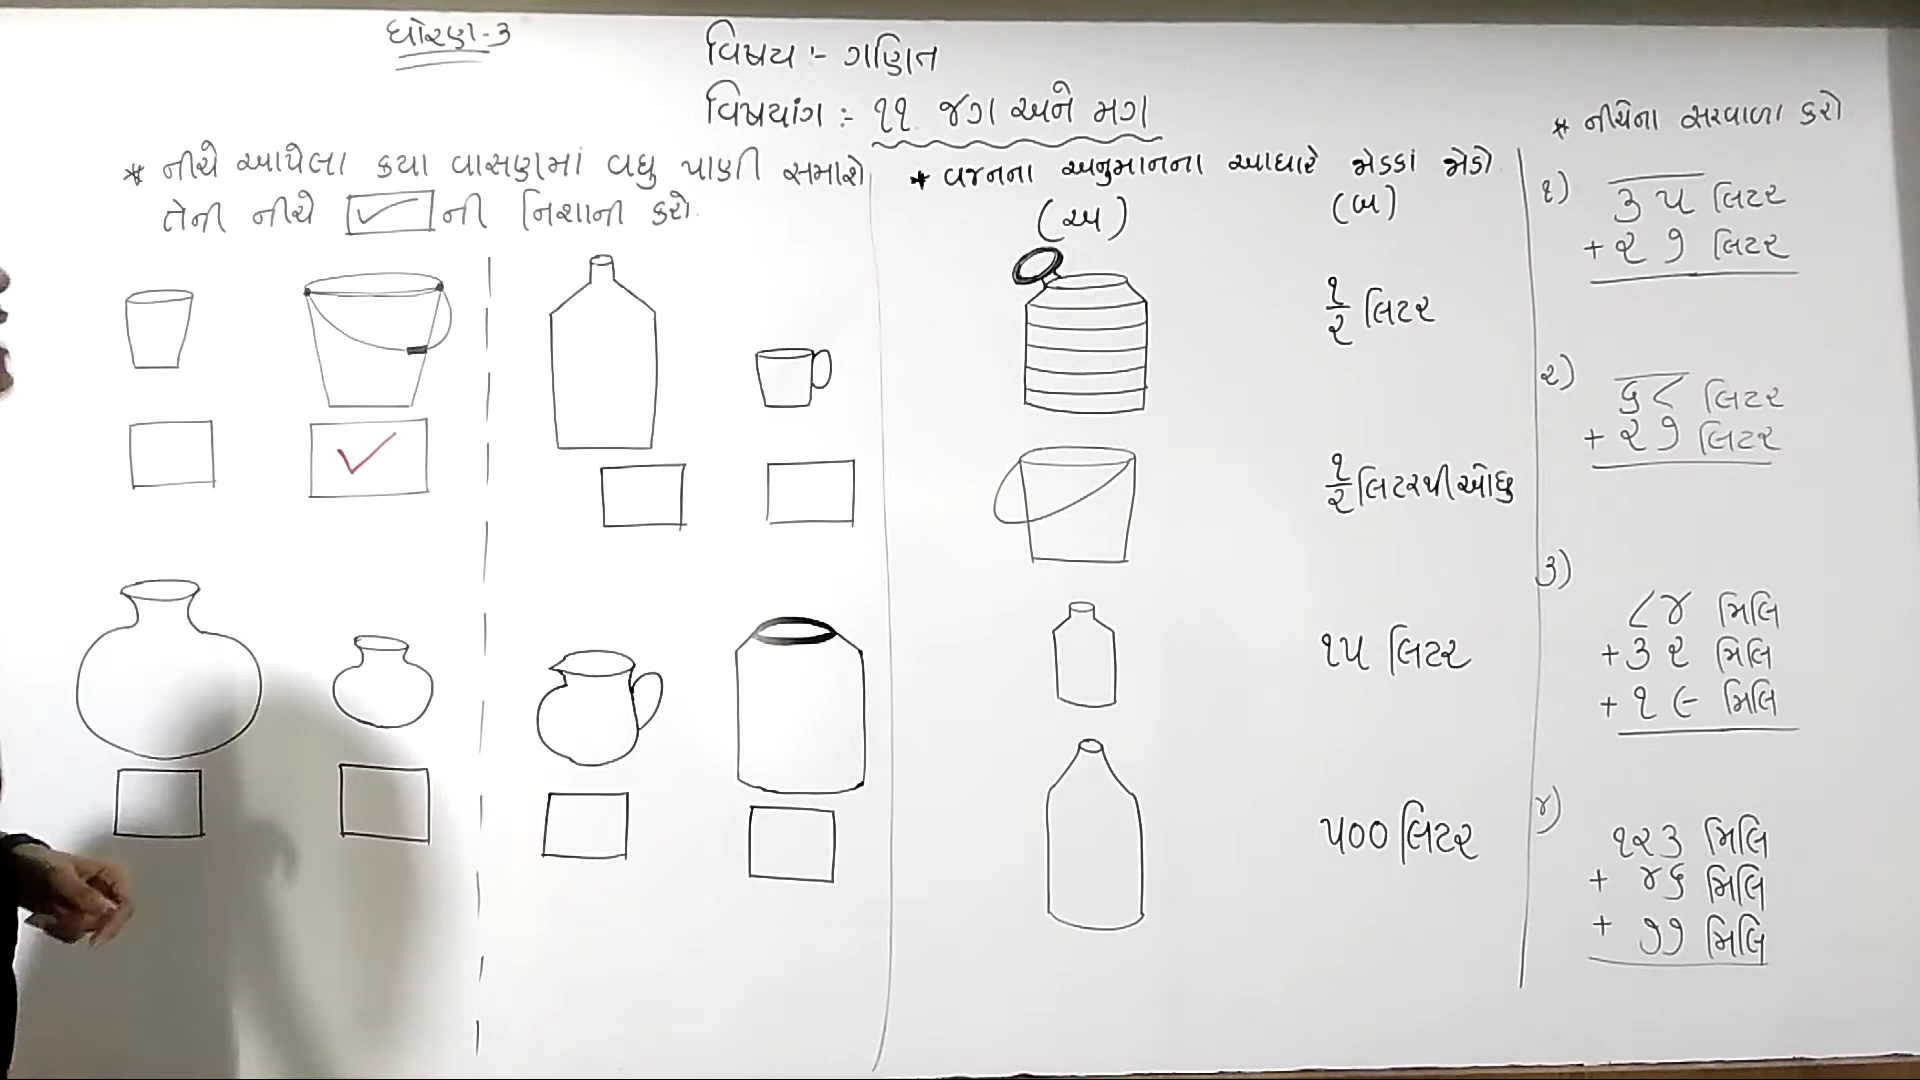 ધોરણ-૩
વિષય :- ગણિત
વિષયાંગ :- ૧૧ જગ અને મગ
* નીચે આપેલા કયા વાસણમાં વધુ પાણી સમાશે
તેની નીચે ✓ ની નિશાની કરો.
* વજનના અનુમાનના આધારે જોડકાં જોડો
(અ) (બ)
૧/૨ લિટર
૧/૨ લિટરથી ઓછુ
૧૫ લિટર
૫૦૦ લિટર
* નીચેના સરવાળા કરો
૧) ૩૫ લિટર
+ ૨૭ લિટર
૨) ૬૮ લિટર
+ ૨૭ લિટર
૩)
૮૪ મિલિ
+ ૩૨ મિલિ
+ ૧૯ મિલિ
૪)
૧૨૩ મિલિ
+ ૪૬ મિલિ
+ ૭૭ મિલિ